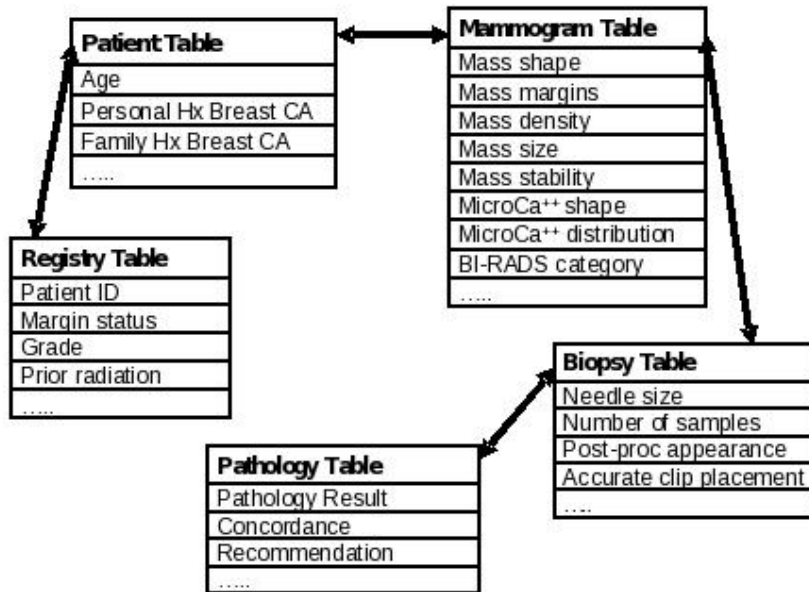 Patient Table
Age
Personal Hx Breast CA
Family Hx Breast CA
.....
Mammogram Table
Mass shape
Mass margins
Mass density
Mass size
Mass stability
MicroCa⁺⁺ shape
MicroCa⁺⁺ distribution
BI-RADS category
.....
Registry Table
Patient ID
Margin status
Grade
Prior radiation
.....
Biopsy Table
Needle size
Number of samples
Post-proc appearance
Accurate clip placement
.....
Pathology Table
Pathology Result
Concordance
Recommendation
.....